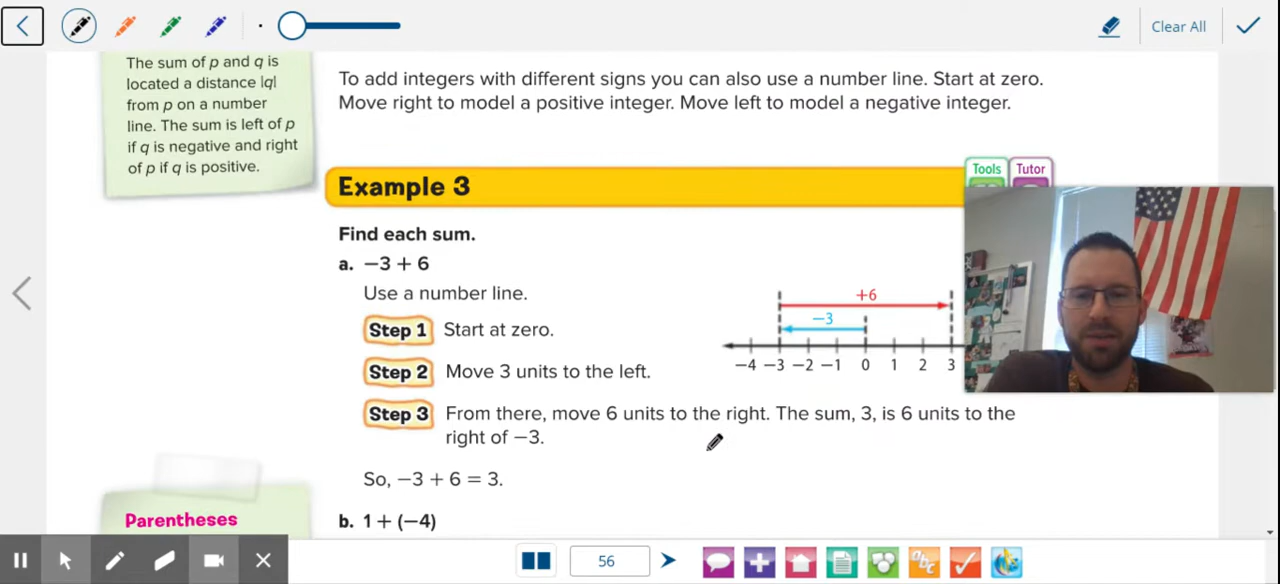 Clear All
The sum of p and q is
located a distance |q|
from p on a number
line. The sum is left of p
if q is negative and right
of p if q is positive.
To add integers with different signs you can also use a number line. Start at zero.
Move right to model a positive integer. Move left to model a negative integer.
Example 3
Tools Tutor
Find each sum.
a. −3 + 6
Use a number line.
Step 1 Start at zero.
Step 2 Move 3 units to the left.
Step 3 From there, move 6 units to the right. The sum, 3, is 6 units to the
right of −3.
So, −3 + 6 = 3.
+6
−3
−4 −3 −2 −1 0 1 2 3
Parentheses
b. 1 + (−4)
56
abc